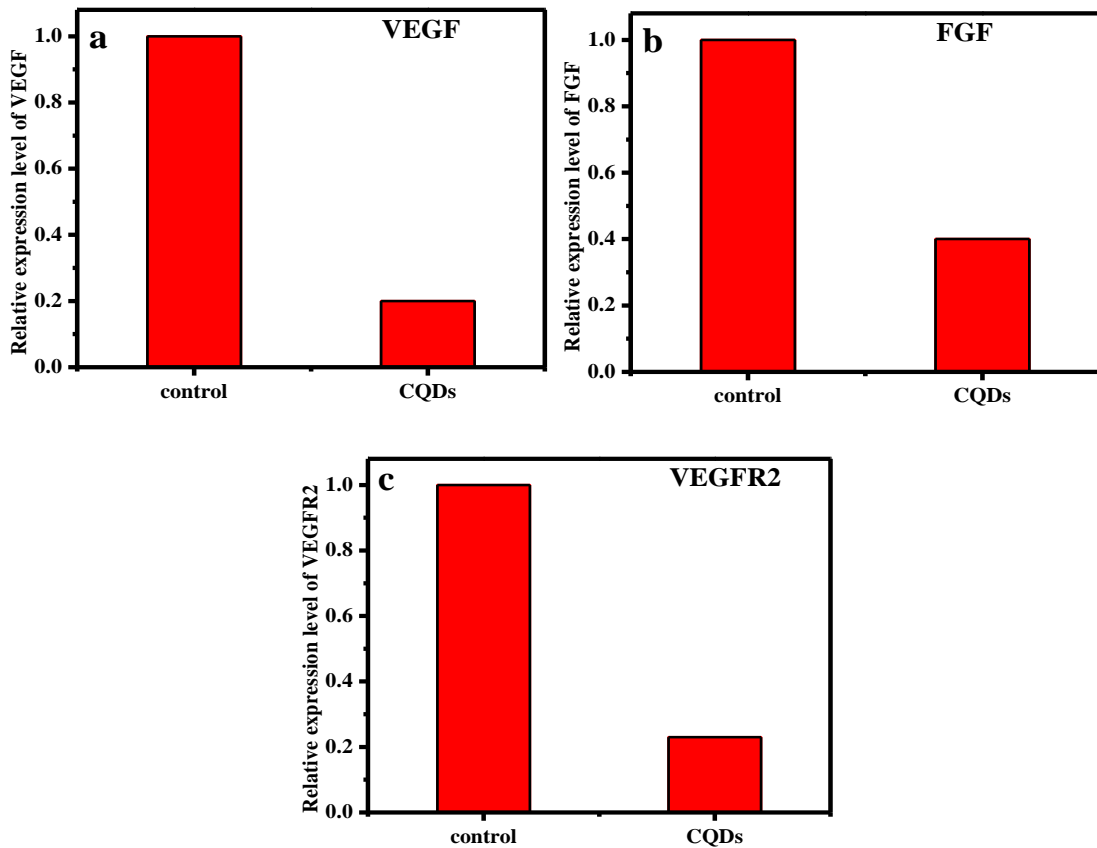 a
VEGF
Relative expression level of VEGF
1.0
0.8
0.6
0.4
0.2
0.0
control
CQDs
b
FGF
Relative expression level of FGF
1.0
0.8
0.6
0.4
0.2
0.0
control
CQDs
c
VEGFR2
Relative expression level of VEGFR2
1.0
0.8
0.6
0.4
0.2
0.0
control
CQDs